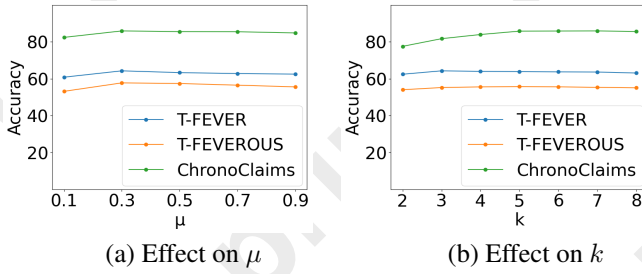 80
60
40
20
Accuracy
T-FEVER
T-FEVEROUS
ChronoClaims
0.1 0.3 0.5 0.7 0.9
μ
(a) Effect on μ
80
60
40
20
Accuracy
T-FEVER
T-FEVEROUS
ChronoClaims
2 3 4 5 6 7 8
k
(b) Effect on k